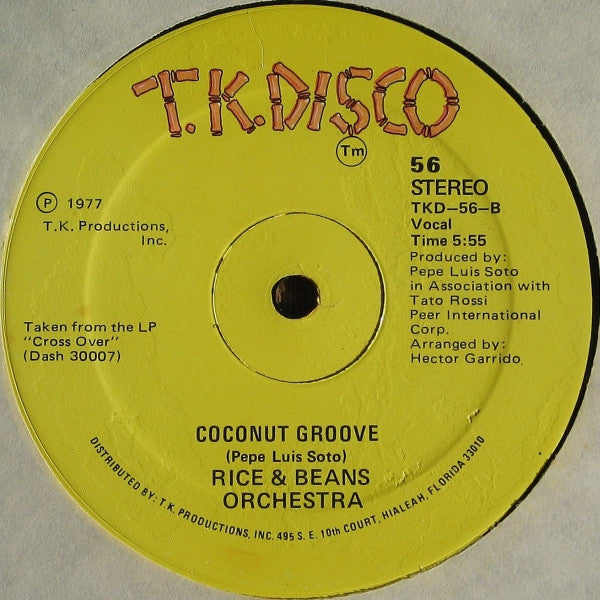 T.K.DISCO
Tm
56
STEREO
TKD-56-B
Vocal
Time 5:55
Produced by:
Pepe Luis Soto
in Association with
Tato Rossi
Peer International
Corp.
Arranged by:
Hector Garrido
P 1977
T.K. Productions,
Inc.
Taken from the LP
"Cross Over"
(Dash 30007)
COCONUT GROOVE
(Pepe Luis Soto)
RICE & BEANS
ORCHESTRA
DISTRIBUTED BY: T.K. PRODUCTIONS, INC. 495 S. E. 10th COURT, HIALEAH, FLORIDA 33010